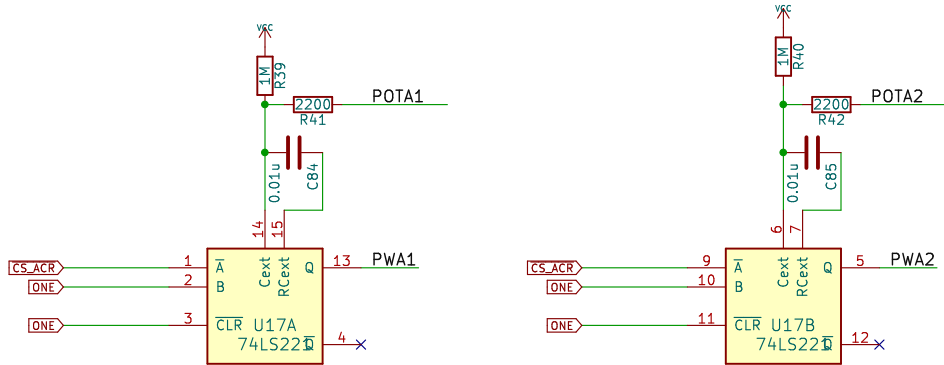 VCC
1M
R39
2200
POTA1
R41
0.01u
C84
14
15
CS_ACR
1
A
Cext
RCext
Q
13
PWA1
ONE
2
B
ONE
3
CLR
U17A
74LS221
Q
4
VCC
1M
R40
2200
POTA2
R42
0.01u
C85
6
7
CS_ACR
9
A
Cext
RCext
Q
5
PWA2
ONE
10
B
ONE
11
CLR
U17B
74LS221
Q
12